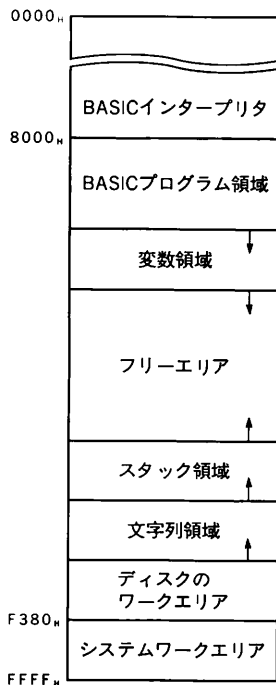 0000H
BASICインタープリタ
8000H
BASICプログラム領域
変数領域
フリーエリア
スタック領域
文字列領域
ディスクの
ワークエリア
F380H
システムワークエリア
FFFFH